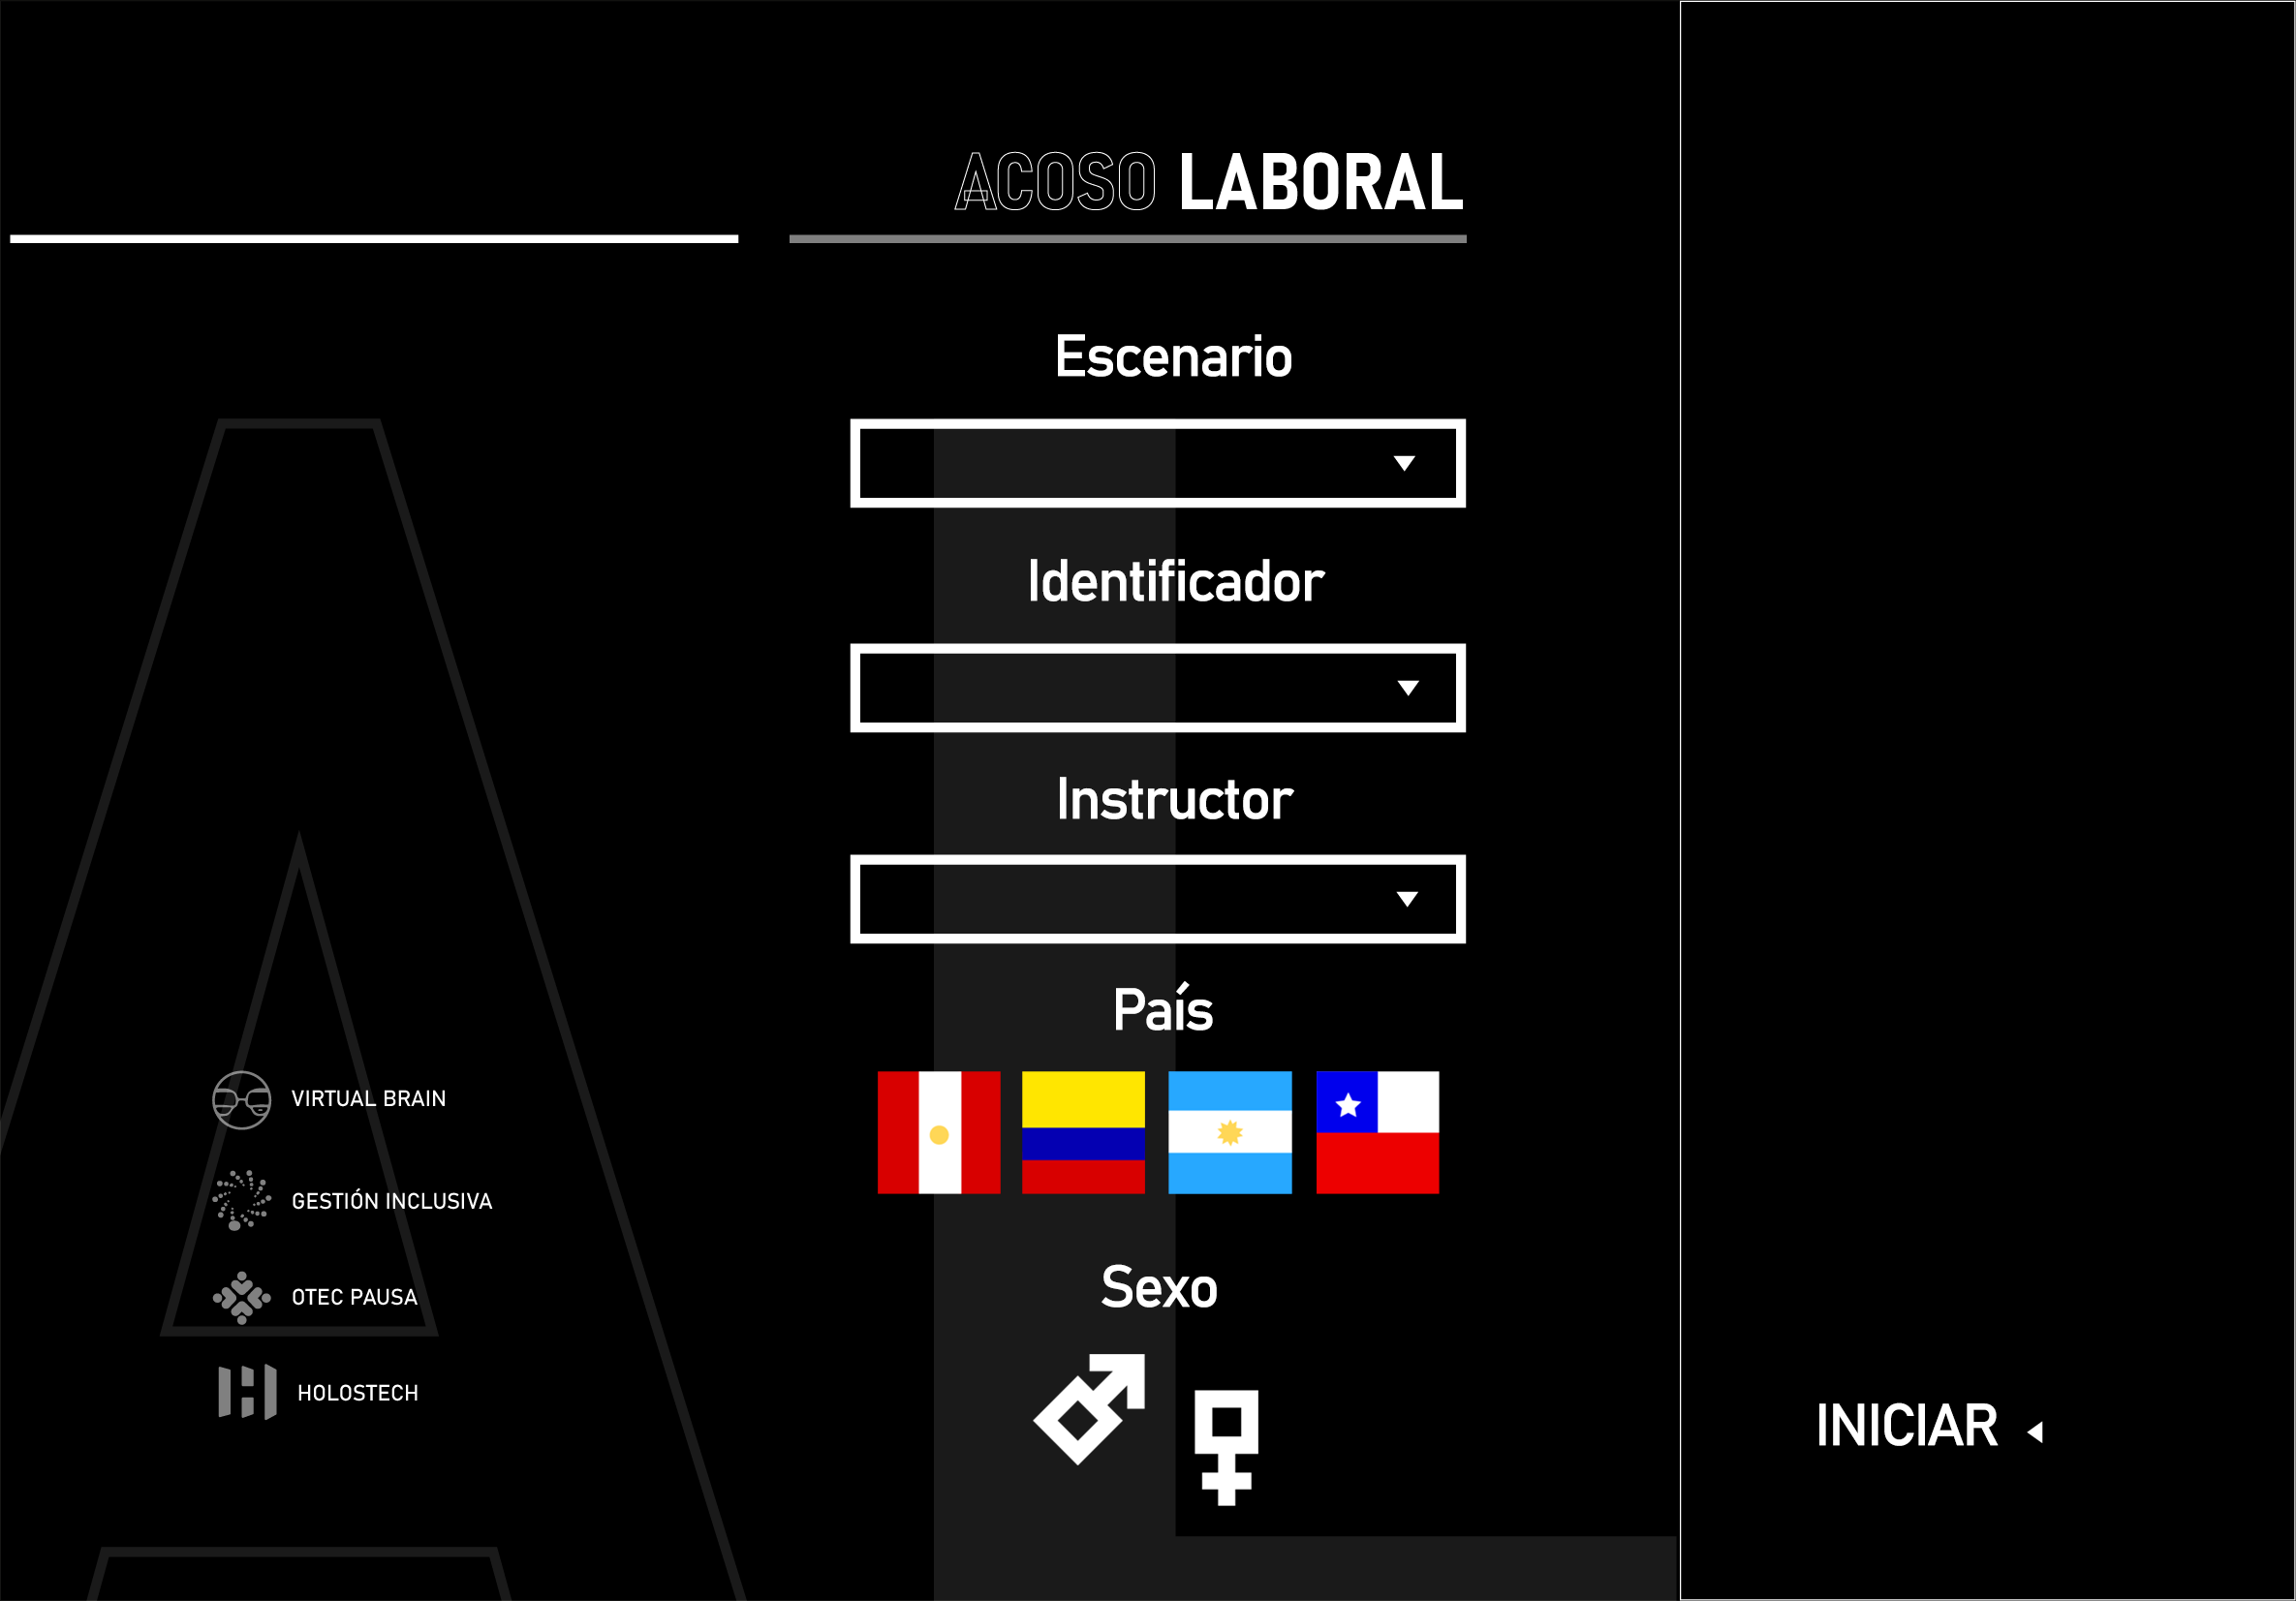 ACOSO LABORAL
Escenario
Identificador
Instructor
País
VIRTUAL BRAIN
GESTIÓN INCLUSIVA
OTEC PAUSA
HOLOSTECH
Sexo
INICIAR